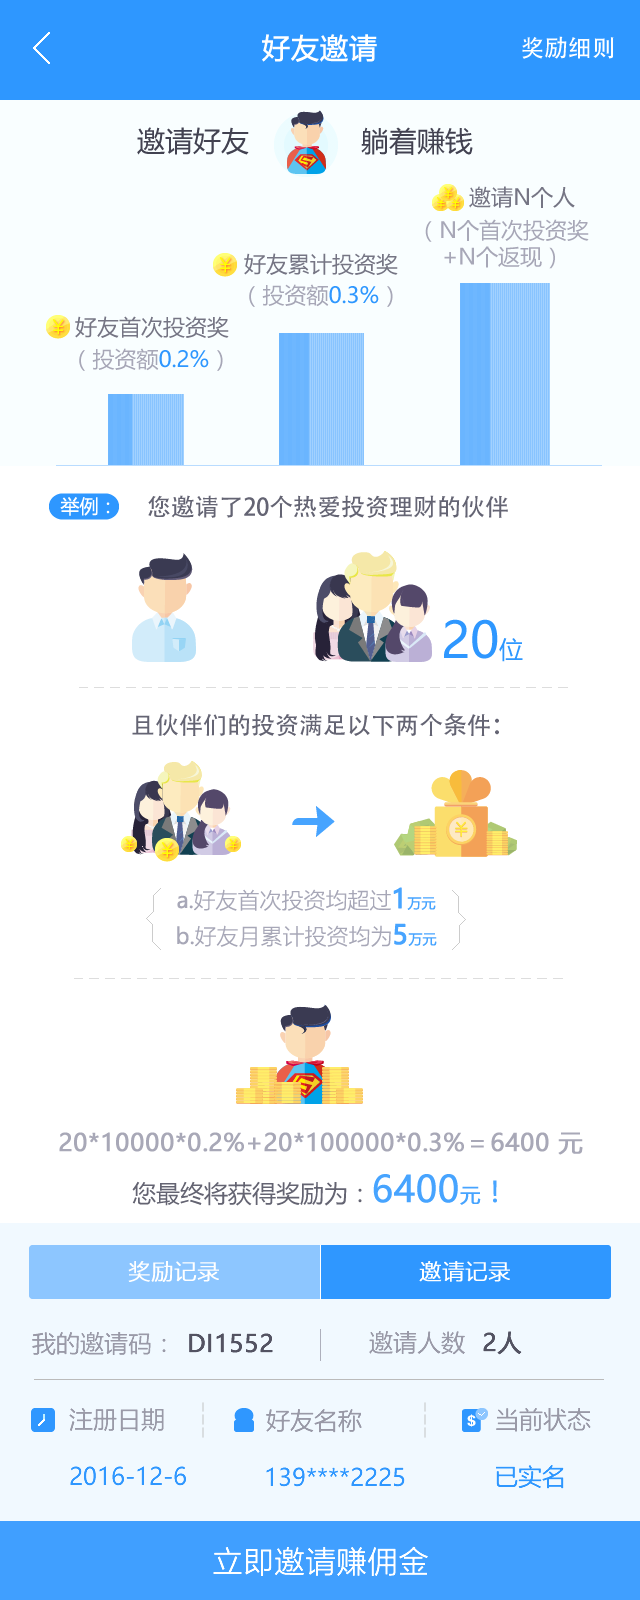 好友邀请
奖励细则
邀请好友 躺着赚钱
邀请N个人
（N个首次投资奖
+N个返现）
好友累计投资奖
（投资额0.3%）
好友首次投资奖
（投资额0.2%）
举例： 您邀请了20个热爱投资理财的伙伴
20位
且伙伴们的投资满足以下两个条件：
a.好友首次投资均超过1万元
b.好友月累计投资均为5万元
20*10000*0.2%+20*100000*0.3%=6400 元
您最终将获得奖励为：6400元！
奖励记录 邀请记录
我的邀请码： DI1552 邀请人数 2人
注册日期 好友名称 当前状态
2016-12-6 139****2225 已实名
立即邀请赚佣金